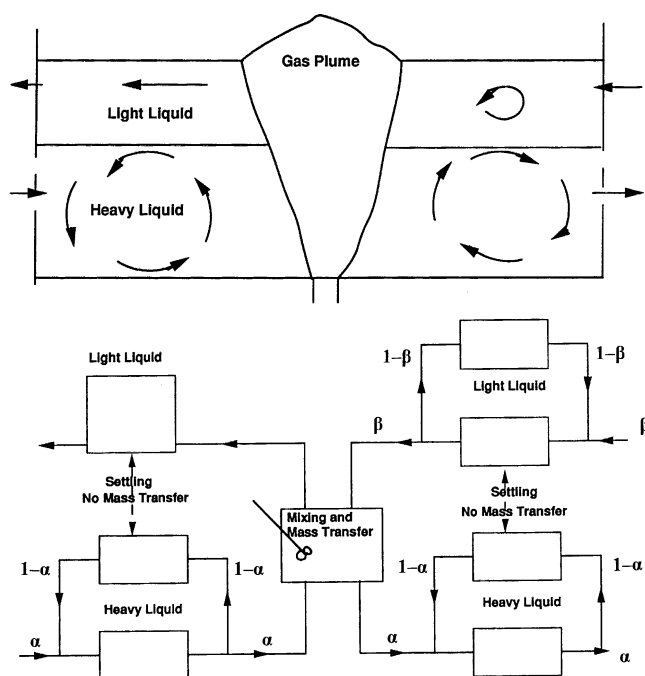 Gas Plume
Light Liquid
Heavy Liquid
Light Liquid
1–β
1–β
Light Liquid
β
β
Settling
No Mass Transfer
Settling
No Mass Transfer
Mixing and
Mass Transfer
1–α
1–α
1–α
1–α
Heavy Liquid
Heavy Liquid
α
α
α
α